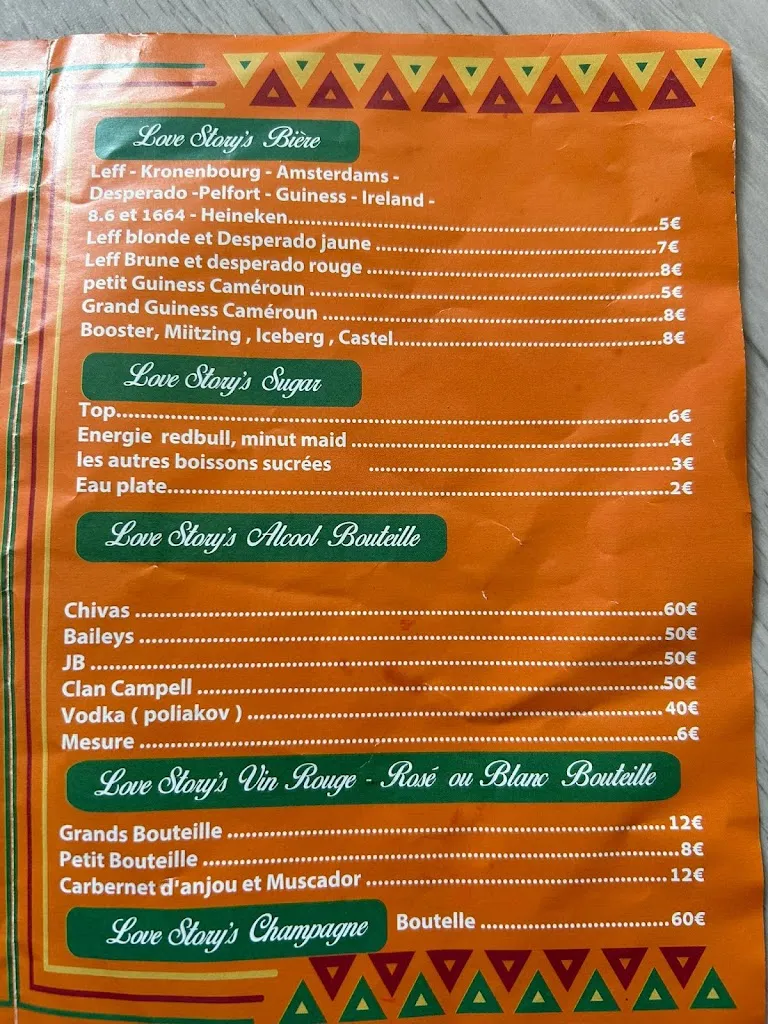 Love Story's Bière
Leff - Kronenbourg - Amsterdams -
Desperado -Pelfort - Guiness - Ireland -
8.6 et 1664 - Heineken.......5€
Leff blonde et Desperado jaune .......7€
Leff Brune et desperado rouge .......8€
petit Guiness Caméroun .......5€
Grand Guiness Caméroun .......8€
Booster, Miitzing , Iceberg , Castel.......8€
Love Story's Sugar
Top.......6€
Energie redbull, minut maid .......4€
les autres boissons sucrées .......3€
Eau plate.......2€
Love Story's Alcool Bouteille
Chivas .......60€
Baileys .......50€
JB .......50€
Clan Campell .......50€
Vodka ( poliakov ) .......40€
Mesure .......6€
Love Story's Vin Rouge - Rosé ou Blanc Bouteille
Grands Bouteille .......12€
Petit Bouteille .......8€
Carbernet d'anjou et Muscador .......12€
Love Story's Champagne Boutelle .......60€